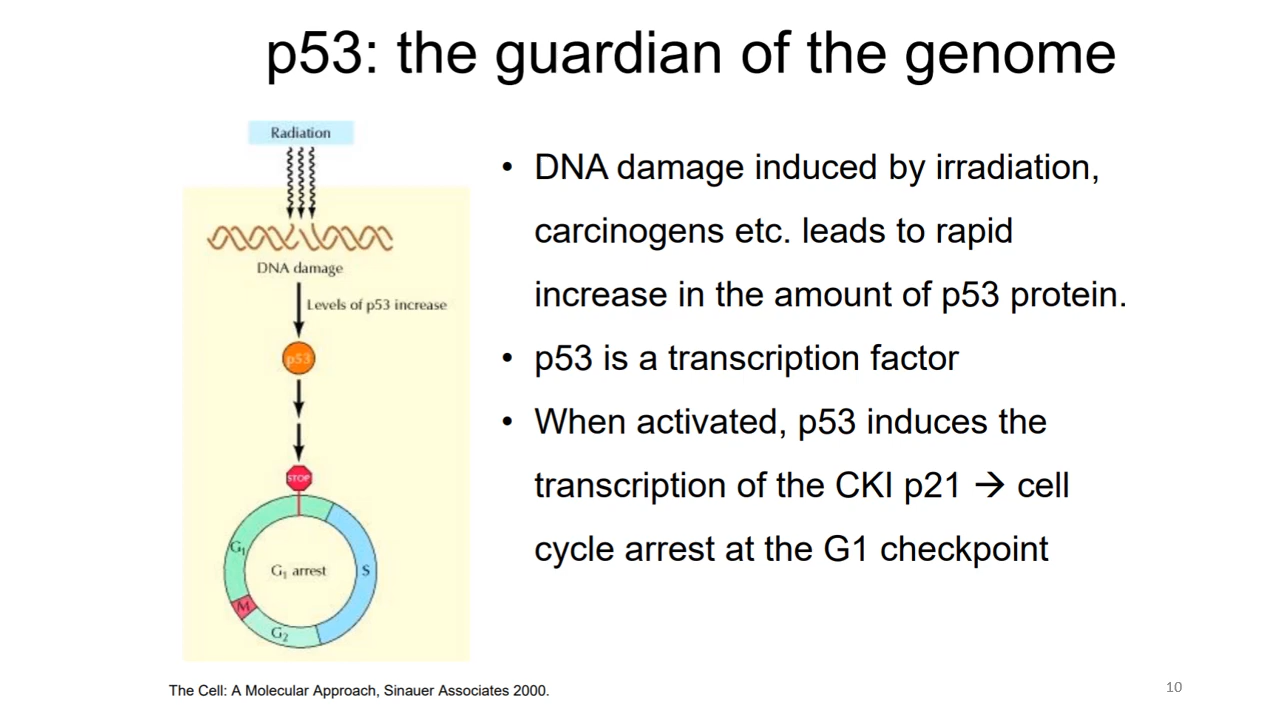 p53: the guardian of the genome
Radiation
DNA damage
Levels of p53 increase
p53
STOP
G₁
G₁ arrest
S
M
G₂
• DNA damage induced by irradiation,
carcinogens etc. leads to rapid
increase in the amount of p53 protein.
• p53 is a transcription factor
• When activated, p53 induces the
transcription of the CKI p21 → cell
cycle arrest at the G1 checkpoint
The Cell: A Molecular Approach, Sinauer Associates 2000.
10